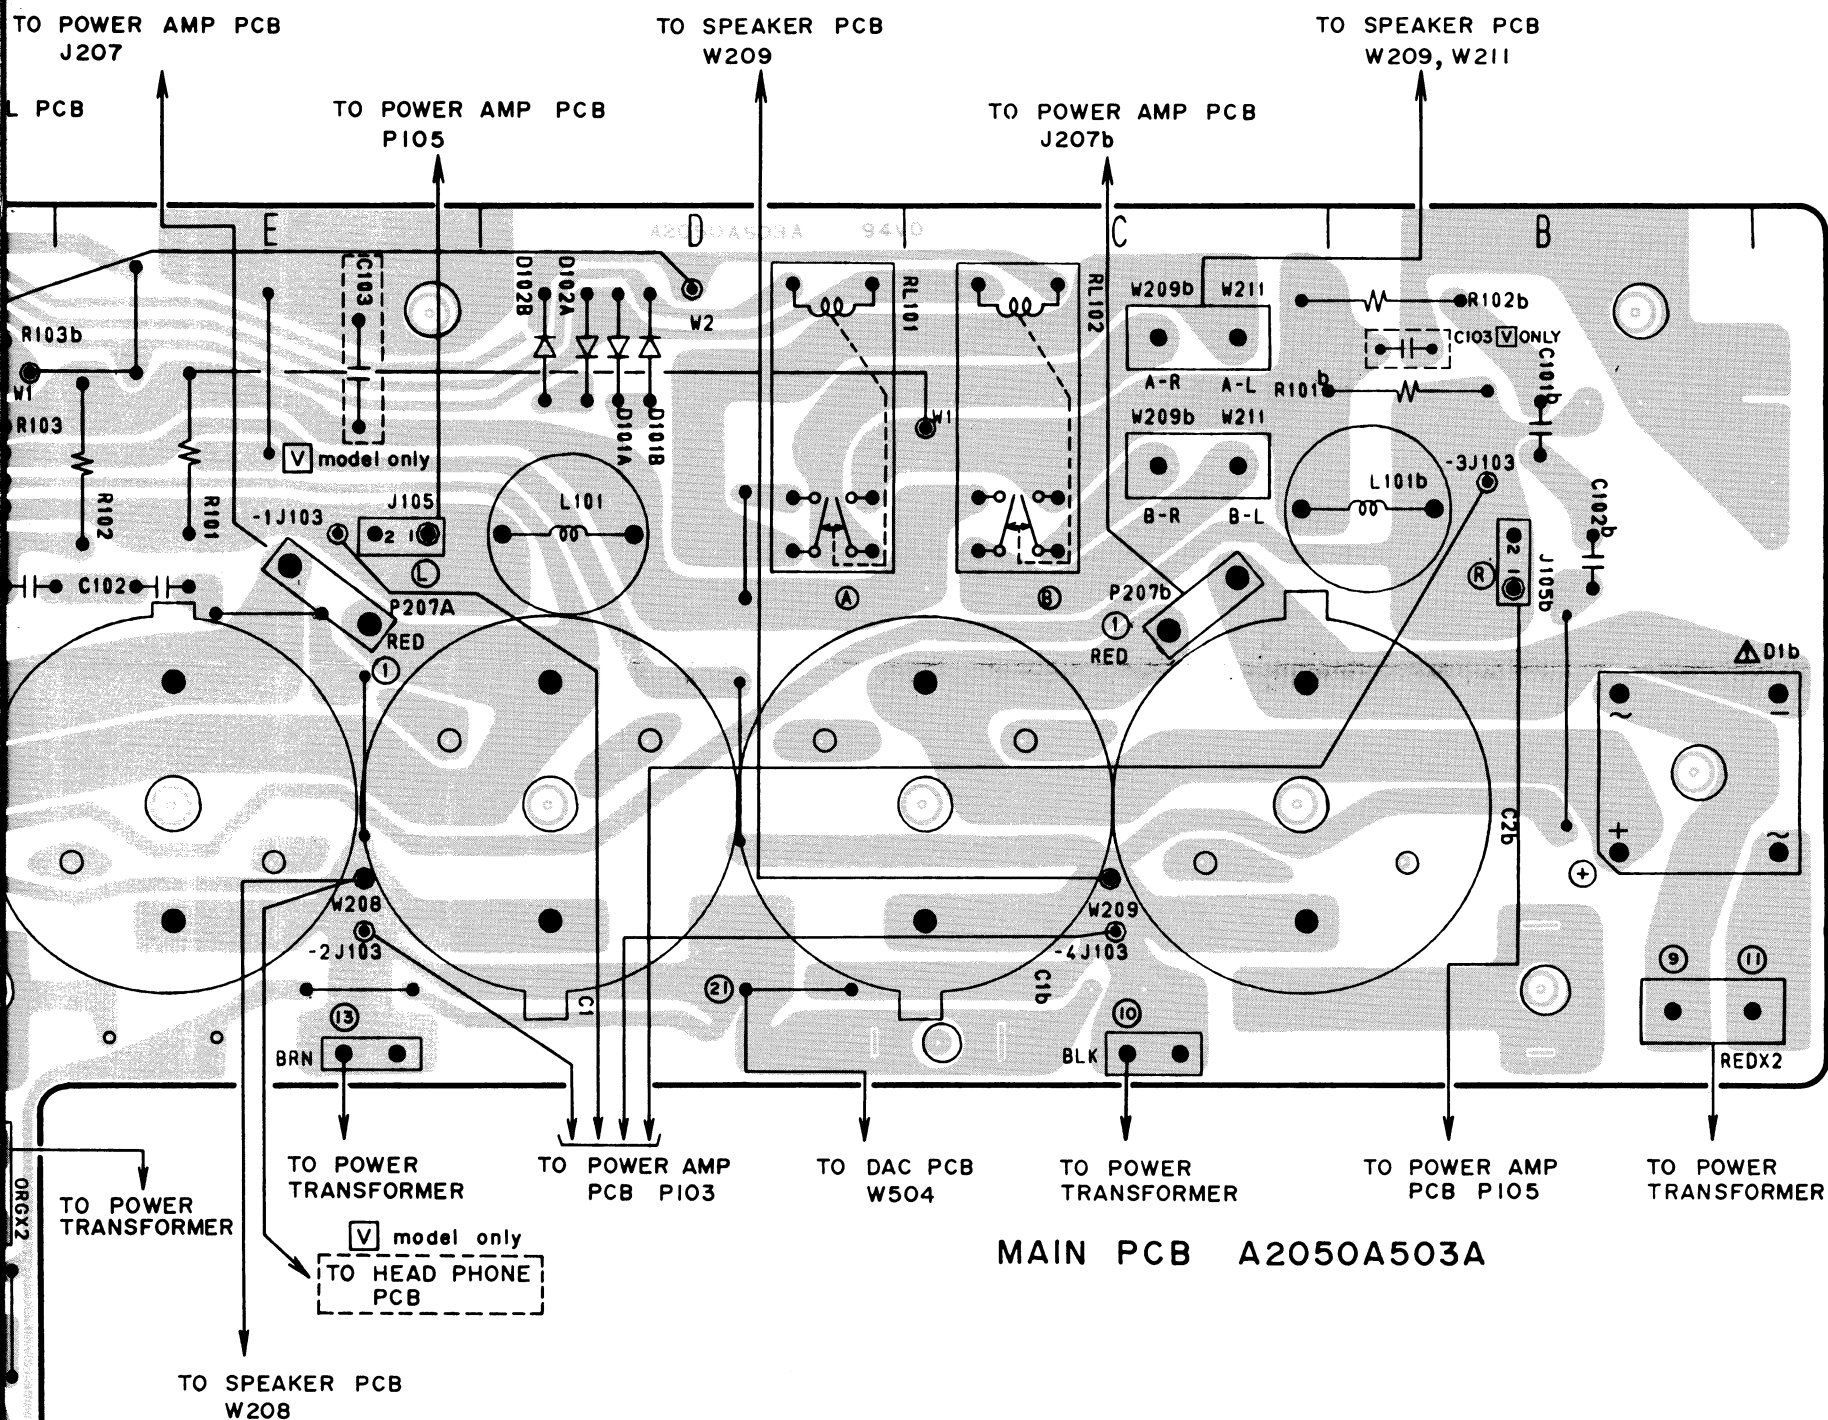 TO POWER AMP PCB
J207
TO SPEAKER PCB
W209
TO SPEAKER PCB
W209, W211
L PCB
TO POWER AMP PCB
P105
TO POWER AMP PCB
J207b
E
D
C
B
A2050A503A 94V0
C103
D102B
D102A
W2
RL101
RL102
W209b W211
R102b
R103b
C103 V ONLY
C101b
A-R A-L
R101b
W1
R103
W1
W209b W211
D101A
D101B
V model only
-3J103
R102
R101
J105
L101
L101b
C102b
-1J103
2 1
B-R B-L
2
1
J105b
L
R
C102
P207A
A
B
P207b
RED
1
1
RED
D1b
~
-
+
~
C2b
+
W208
W209
-2J103
-4J103
9
11
21
C1
C1b
13
10
BRN
BLK
REDX2
TO POWER
TRANSFORMER
TO POWER AMP
PCB P103
TO DAC PCB
W504
TO POWER
TRANSFORMER
TO POWER AMP
PCB P105
TO POWER
TRANSFORMER
ORGX2
TO POWER
TRANSFORMER
V model only
TO HEAD PHONE
PCB
MAIN PCB A2050A503A
TO SPEAKER PCB
W208